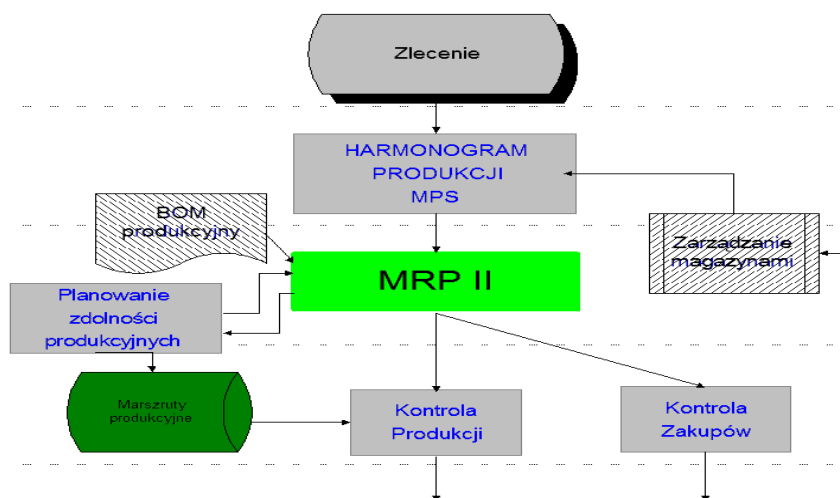 Zlecenie
HARMONOGRAM
PRODUKCJI
MPS
BOM
produkcyjny
Zarządzanie
magazynami
MRP II
Planowanie
zdolności
produkcyjnych
Marszruty
produkcyjne
Kontrola
Produkcji
Kontrola
Zakupów